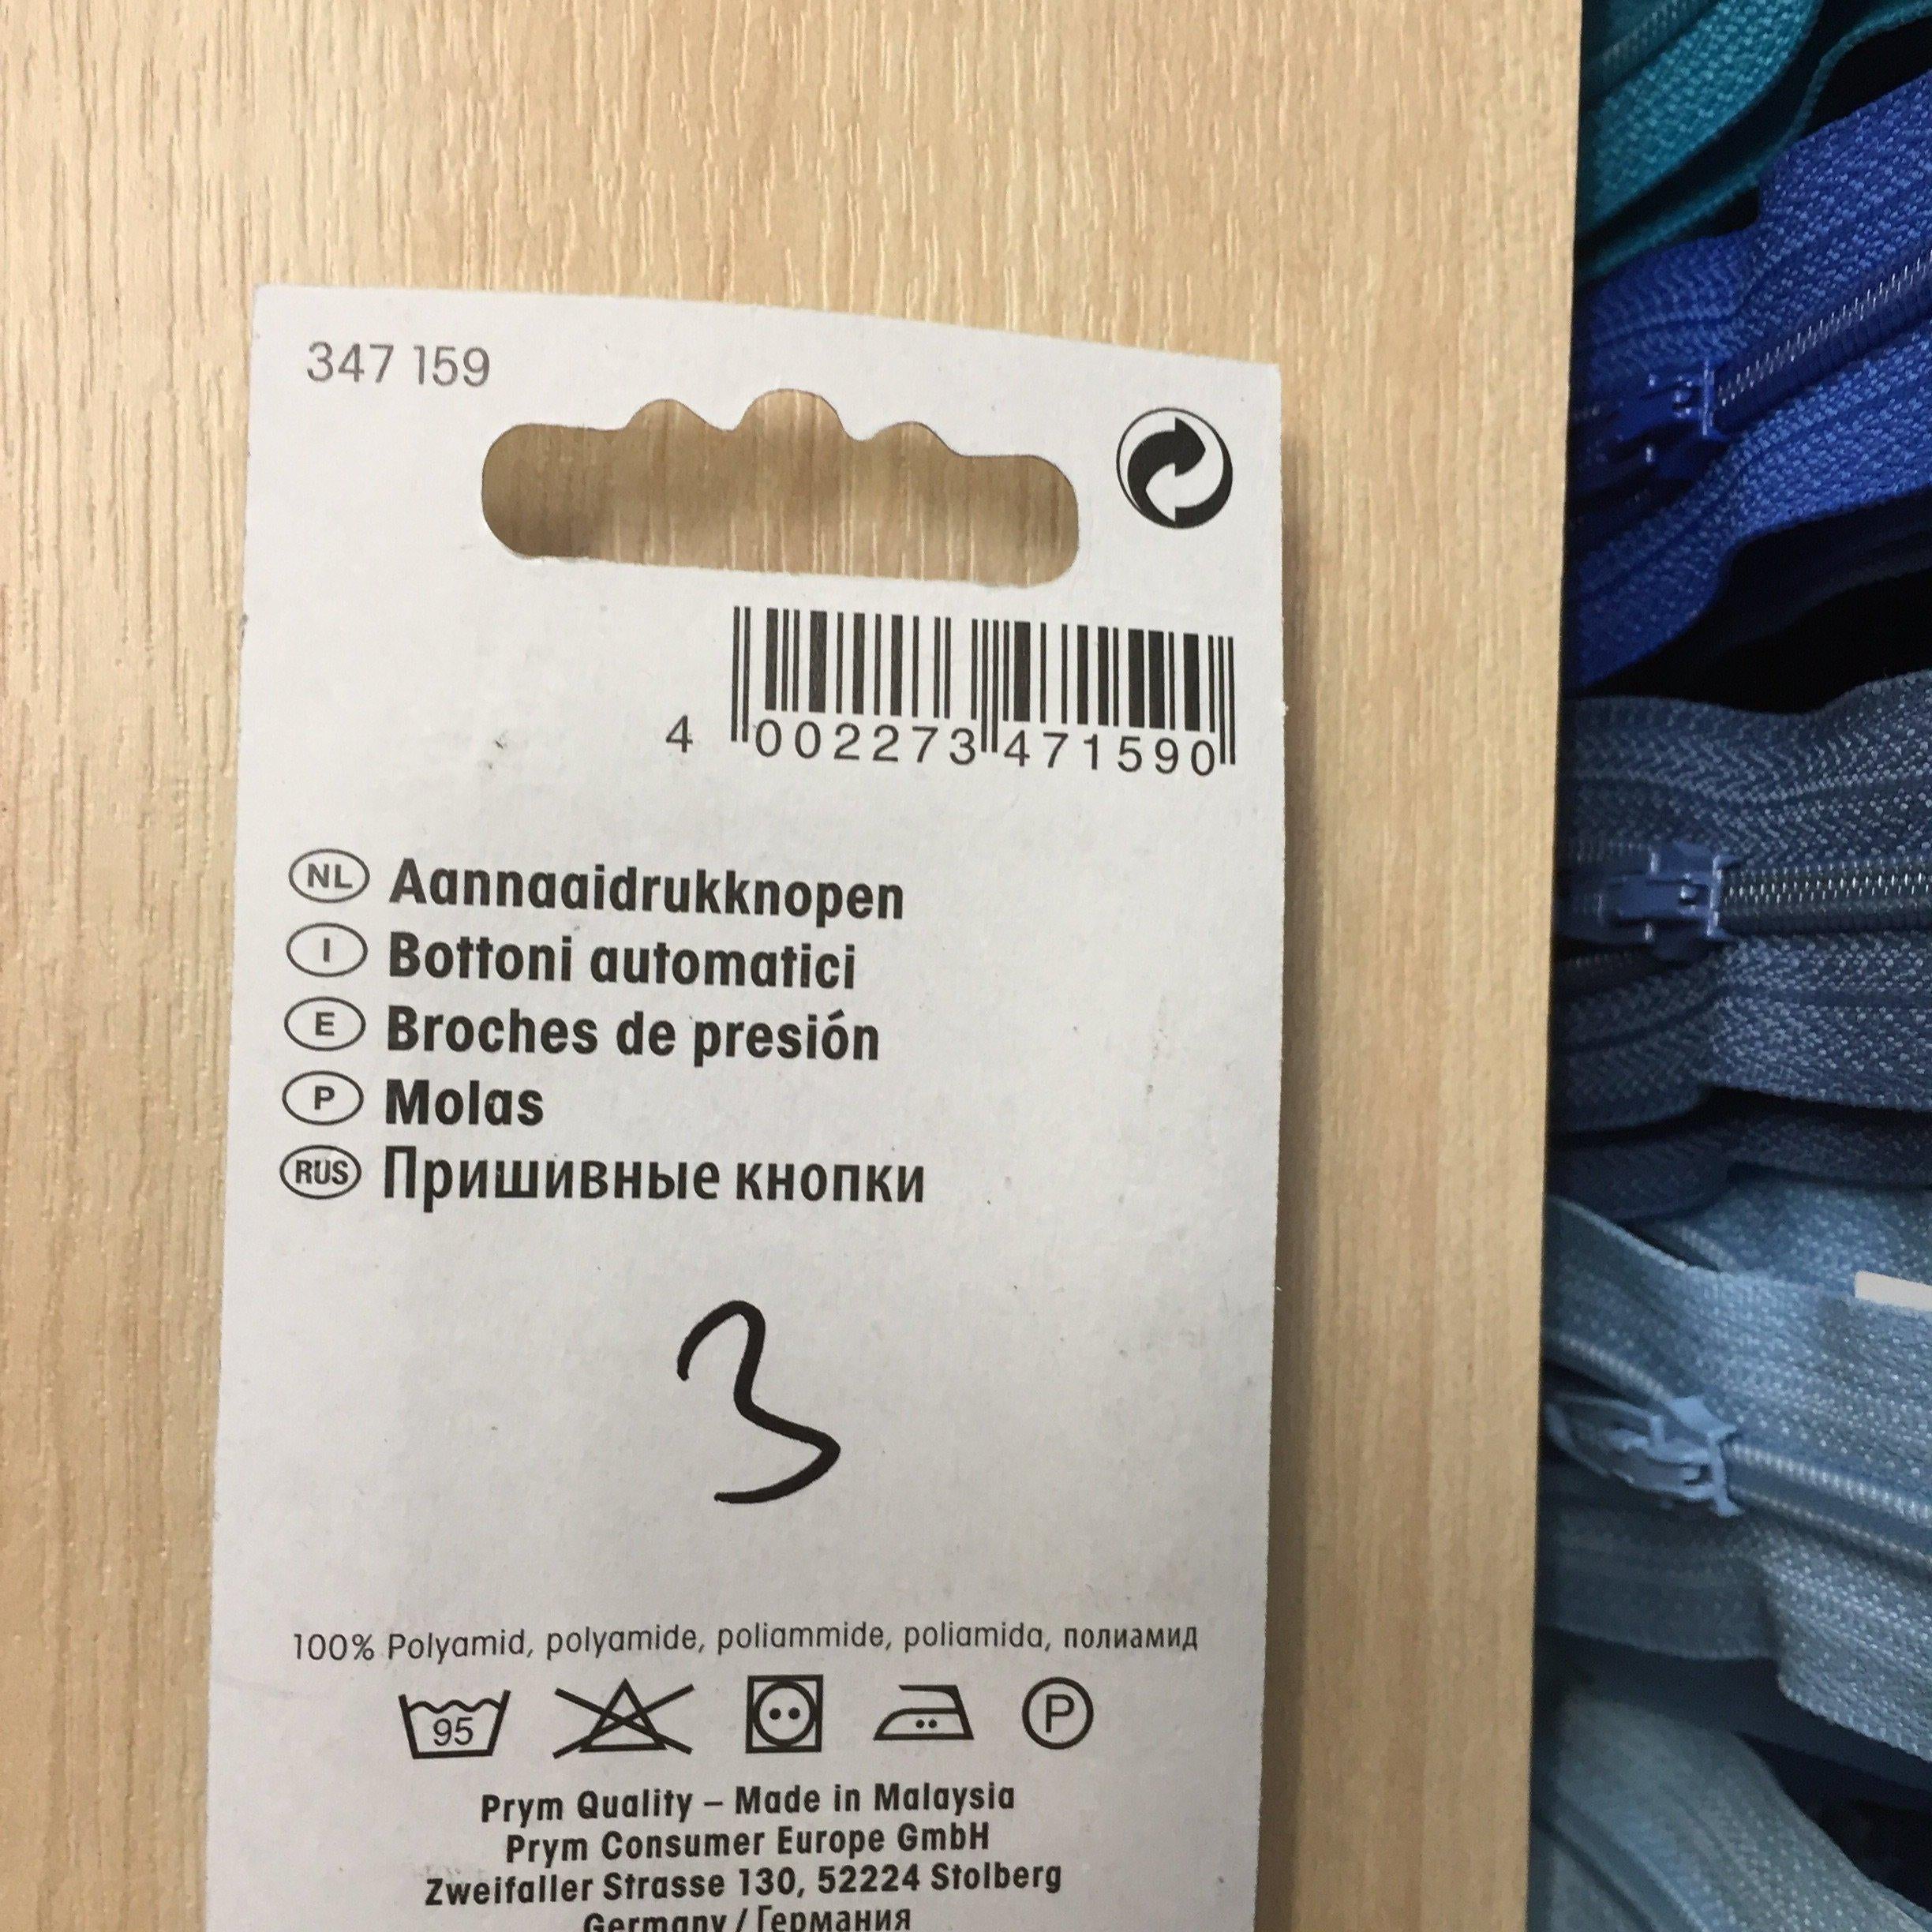 347 159
4 002273 471590
NL Aannaaidrukknopen
I Bottoni automatici
E Broches de presión
P Molas
RUS Пришивные кнопки
3
100% Polyamid, polyamide, poliammide, poliamida, полиамид
95 P
Prym Quality – Made in Malaysia
Prym Consumer Europe GmbH
Zweifaller Strasse 130, 52224 Stolberg
Germany / Германия